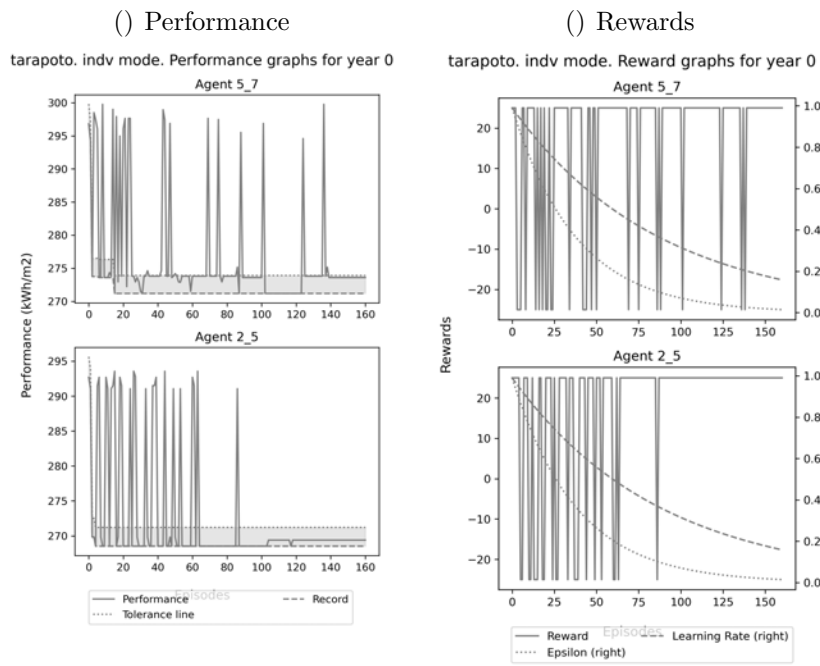 () Performance
tarapoto. indv mode. Performance graphs for year 0
Agent 5_7
300
295
290
285
280
275
270
0 20 40 60 80 100 120 140 160
Performance (kWh/m2)
Agent 2_5
295
290
285
280
275
270
0 20 40 60 80 100 120 140 160
Episodes
Performance
Record
Tolerance line
() Rewards
tarapoto. indv mode. Reward graphs for year 0
Agent 5_7
20
10
0
−10
−20
1.0
0.8
0.6
0.4
0.2
0.0
0 25 50 75 100 125 150
Rewards
Agent 2_5
20
10
0
−10
−20
1.0
0.8
0.6
0.4
0.2
0.0
0 25 50 75 100 125 150
Episodes
Reward
Learning Rate (right)
Epsilon (right)